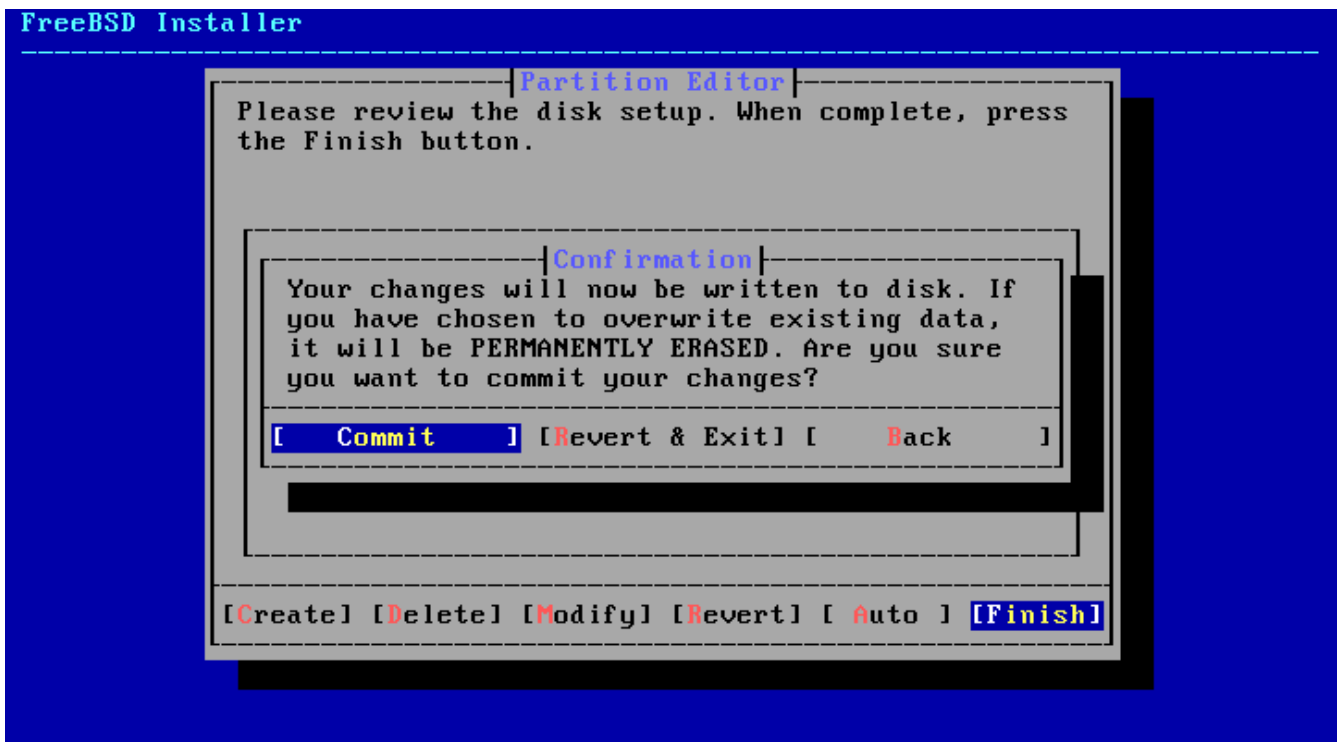 FreeBSD Installer
Partition Editor
Please review the disk setup. When complete, press
the Finish button.
Confirmation
Your changes will now be written to disk. If
you have chosen to overwrite existing data,
it will be PERMANENTLY ERASED. Are you sure
you want to commit your changes?
[ Commit ] [Revert & Exit] [ Back ]
[Create] [Delete] [Modify] [Revert] [ Auto ] [Finish]